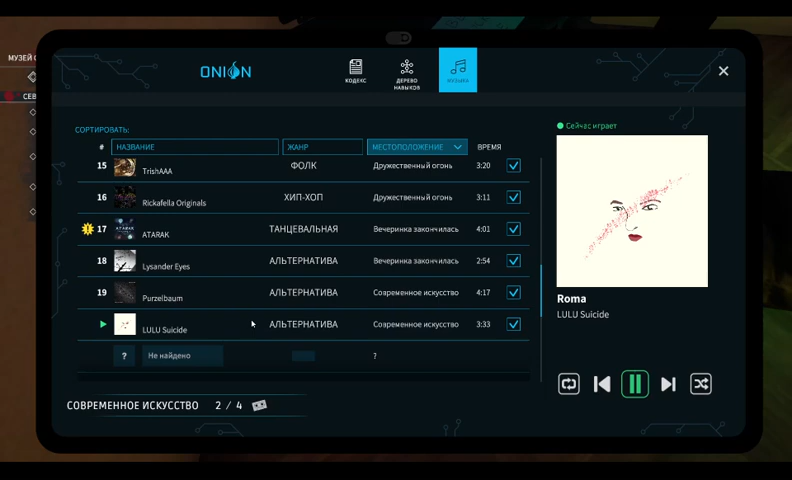 МУЗЕЙ
СЕВ
ONION
КОДЕКС
ДЕРЕВО
НАВЫКОВ
МУЗЫКА
СОРТИРОВАТЬ:
# НАЗВАНИЕ ЖАНР МЕСТОПОЛОЖЕНИЕ ВРЕМЯ
15 TrishAAA ФОЛК Дружественный огонь 3:20
16 Rickafella Originals ХИП-ХОП Дружественный огонь 3:11
17 ATARAK ТАНЦЕВАЛЬНАЯ Вечеринка закончилась 4:01
18 Lysander Eyes АЛЬТЕРНАТИВА Вечеринка закончилась 2:54
19 Purzelbaum АЛЬТЕРНАТИВА Современное искусство 4:17
LULU Suicide АЛЬТЕРНАТИВА Современное искусство 3:33
? Не найдено ?
СОВРЕМЕННОЕ ИСКУССТВО 2 / 4
Сейчас играет
Roma
LULU Suicide